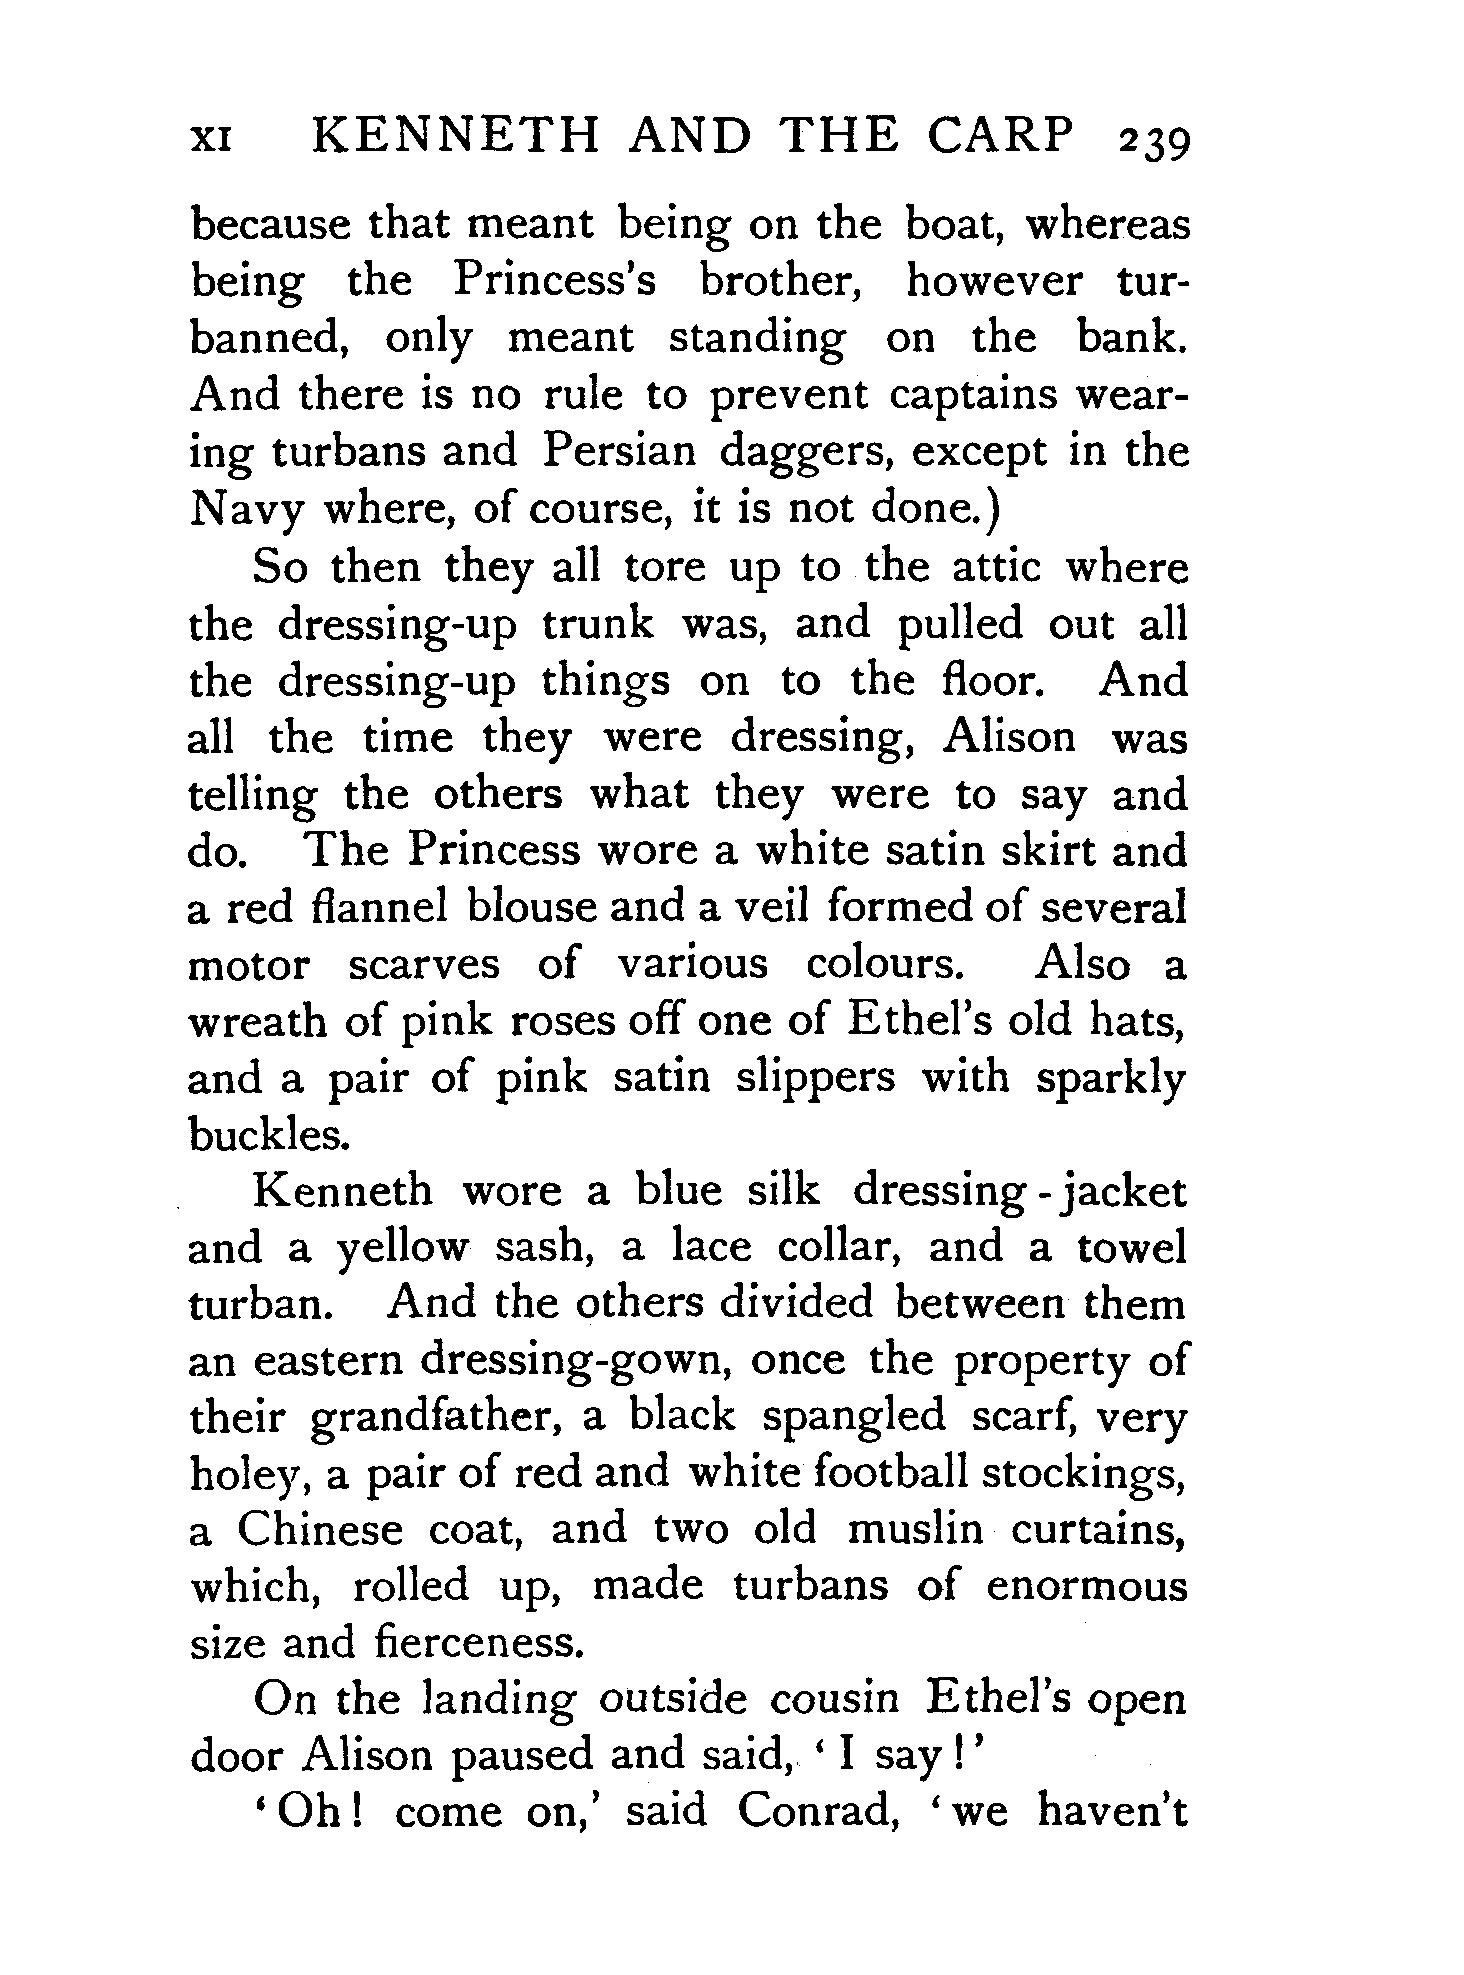 XI KENNETH AND THE CARP 239
because that meant being on the boat, whereas
being the Princess's brother, however tur-
banned, only meant standing on the bank.
And there is no rule to prevent captains wear-
ing turbans and Persian daggers, except in the
Navy where, of course, it is not done.)
So then they all tore up to the attic where
the dressing-up trunk was, and pulled out all
the dressing-up things on to the floor. And
all the time they were dressing, Alison was
telling the others what they were to say and
do. The Princess wore a white satin skirt and
a red flannel blouse and a veil formed of several
motor scarves of various colours. Also a
wreath of pink roses off one of Ethel's old hats,
and a pair of pink satin slippers with sparkly
buckles.
Kenneth wore a blue silk dressing-jacket
and a yellow sash, a lace collar, and a towel
turban. And the others divided between them
an eastern dressing-gown, once the property of
their grandfather, a black spangled scarf, very
holey, a pair of red and white football stockings,
a Chinese coat, and two old muslin curtains,
which, rolled up, made turbans of enormous
size and fierceness.
On the landing outside cousin Ethel's open
door Alison paused and said, ‘I say!’
‘Oh! come on,’ said Conrad, ‘we haven't